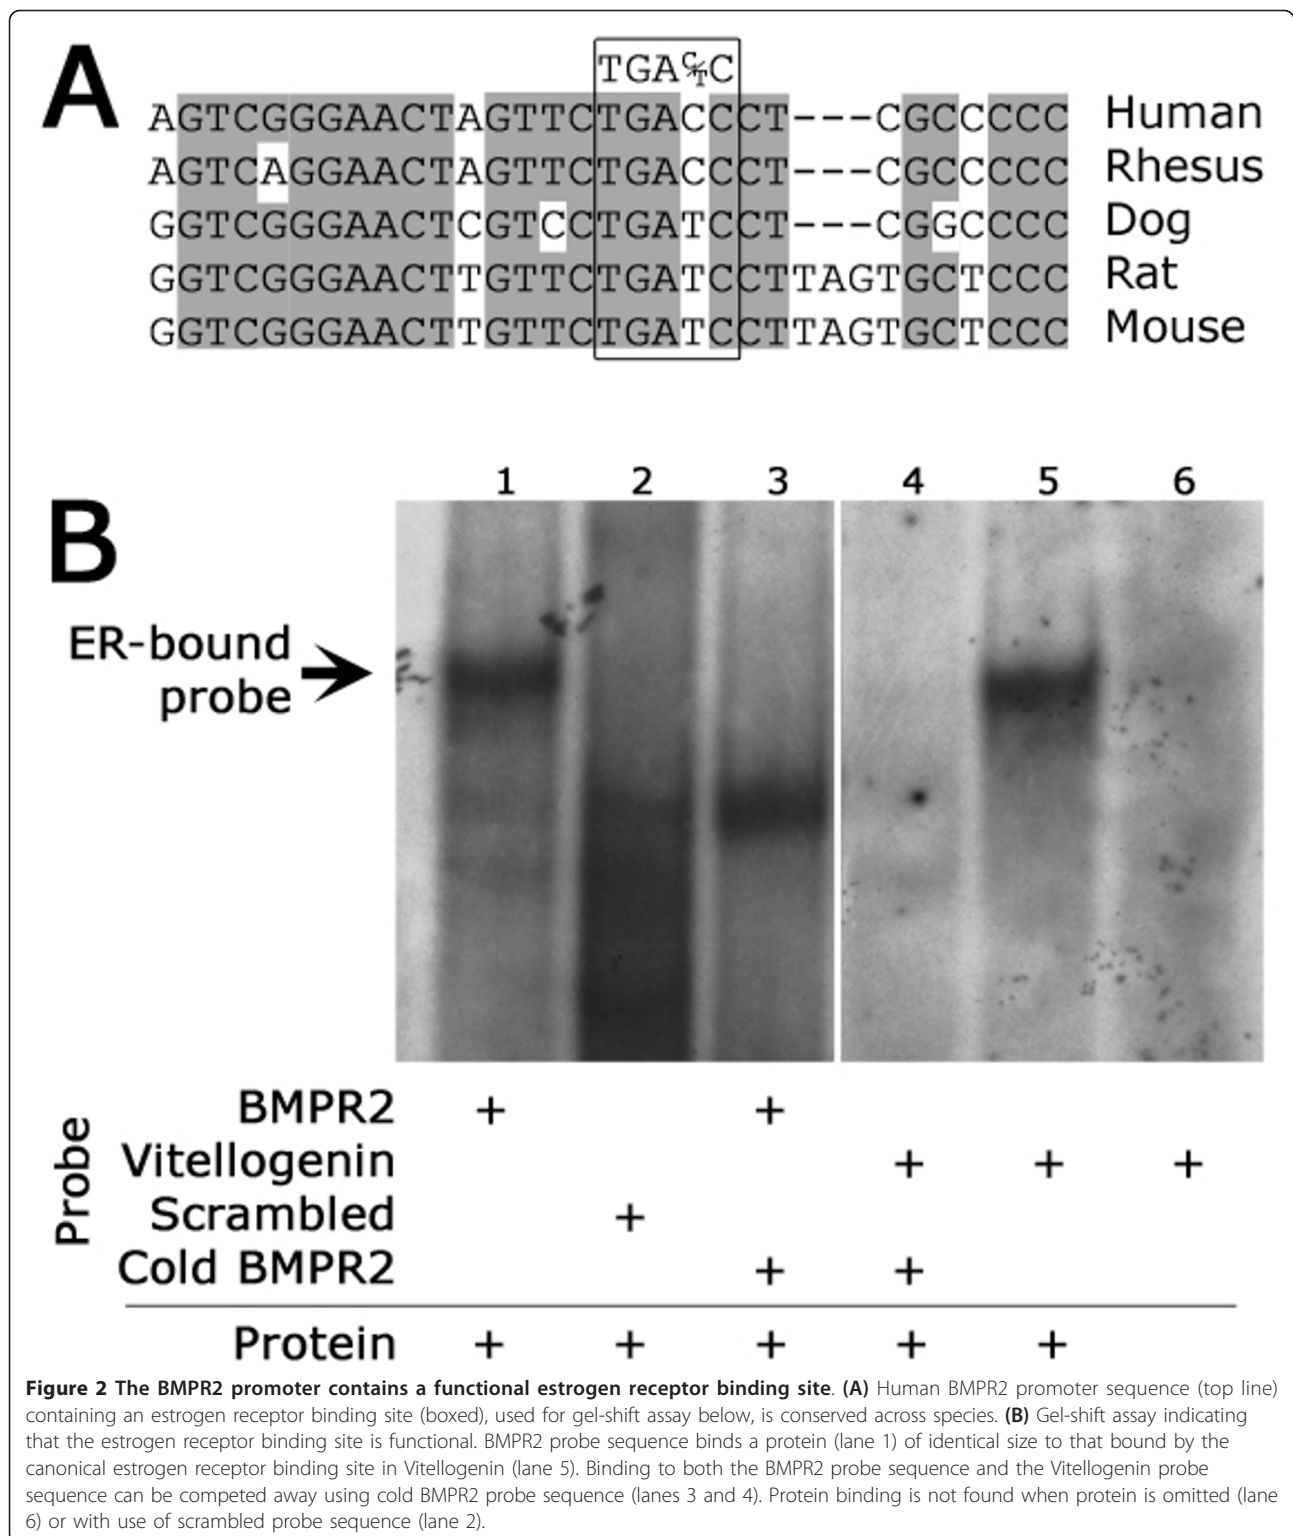 A
TGAC/TC
AGTCGGGAACTAGTTCTGACCCT---CGCCCCC Human
AGTCAGGAACTAGTTCTGACCCT---CGCCCCC Rhesus
GGTCGGGAACTCGTCCTGATCCT---CGGCCCC Dog
GGTCGGGAACTTGTTCTGATCCTTAGTGCTCCC Rat
GGTCGGGAACTTGTTCTGATCCTTAGTGCTCCC Mouse
B
1 2 3 4 5 6
ER-bound
probe
Probe
BMPR2 + +
Vitellogenin + + +
Scrambled +
Cold BMPR2 + +
Protein + + + + +
Figure 2 The BMPR2 promoter contains a functional estrogen receptor binding site. (A) Human BMPR2 promoter sequence (top line)
containing an estrogen receptor binding site (boxed), used for gel-shift assay below, is conserved across species. (B) Gel-shift assay indicating
that the estrogen receptor binding site is functional. BMPR2 probe sequence binds a protein (lane 1) of identical size to that bound by the
canonical estrogen receptor binding site in Vitellogenin (lane 5). Binding to both the BMPR2 probe sequence and the Vitellogenin probe
sequence can be competed away using cold BMPR2 probe sequence (lanes 3 and 4). Protein binding is not found when protein is omitted (lane
6) or with use of scrambled probe sequence (lane 2).